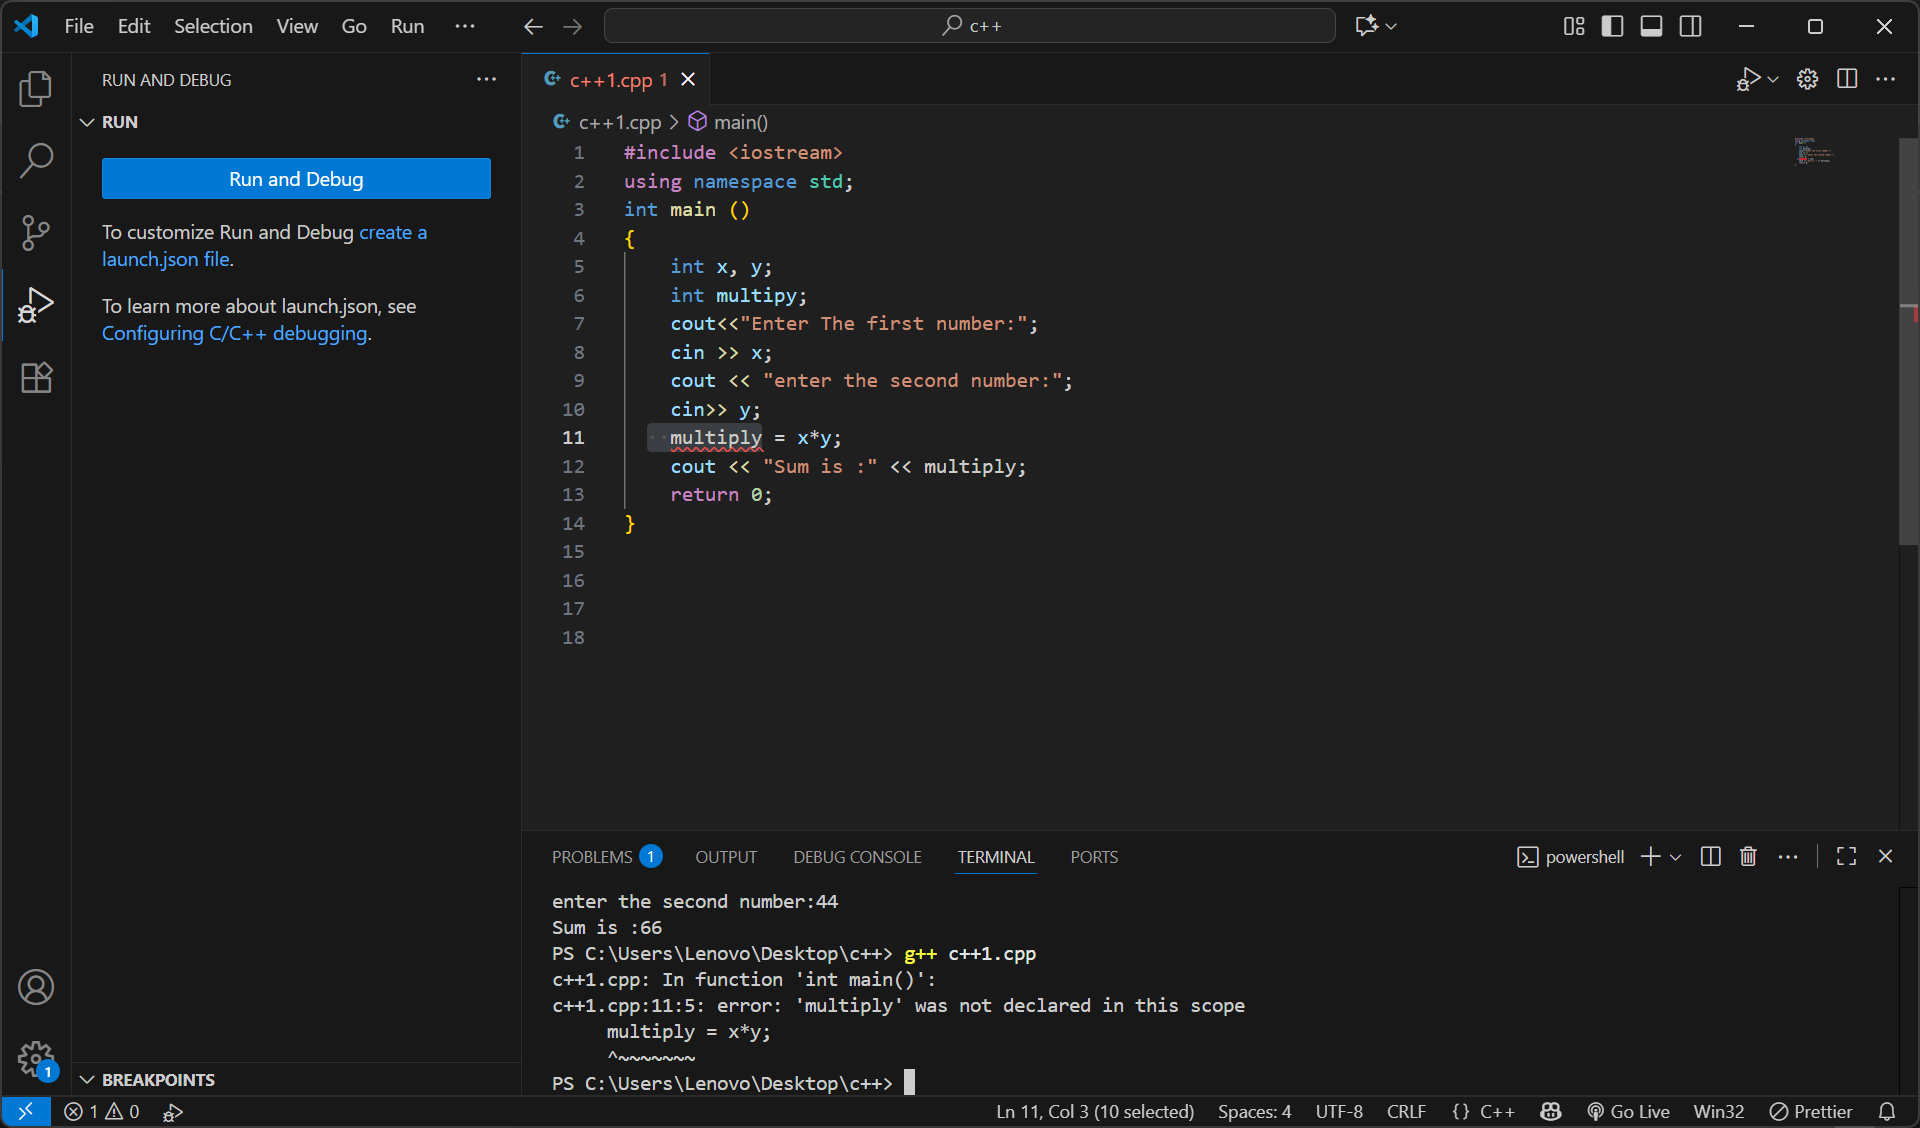 File Edit Selection View Go Run ···
c++
RUN AND DEBUG ···
RUN
Run and Debug
To customize Run and Debug create a
launch.json file.
To learn more about launch.json, see
Configuring C/C++ debugging.
BREAKPOINTS
1
c++1.cpp 1
c++1.cpp > main()
1 #include <iostream>
2 using namespace std;
3 int main ()
4 {
5 int x, y;
6 int multipy;
7 cout<<"Enter The first number:";
8 cin >> x;
9 cout << "enter the second number:";
10 cin>> y;
11 multiply = x*y;
12 cout << "Sum is :" << multiply;
13 return 0;
14 }
15
16
17
18
PROBLEMS 1 OUTPUT DEBUG CONSOLE TERMINAL PORTS powershell
enter the second number:44
Sum is :66
PS C:\Users\Lenovo\Desktop\c++> g++ c++1.cpp
c++1.cpp: In function 'int main()':
c++1.cpp:11:5: error: 'multiply' was not declared in this scope
multiply = x*y;
^~~~~~~~
PS C:\Users\Lenovo\Desktop\c++>
1 0 Ln 11, Col 3 (10 selected) Spaces: 4 UTF-8 CRLF {} C++ Go Live Win32 Prettier